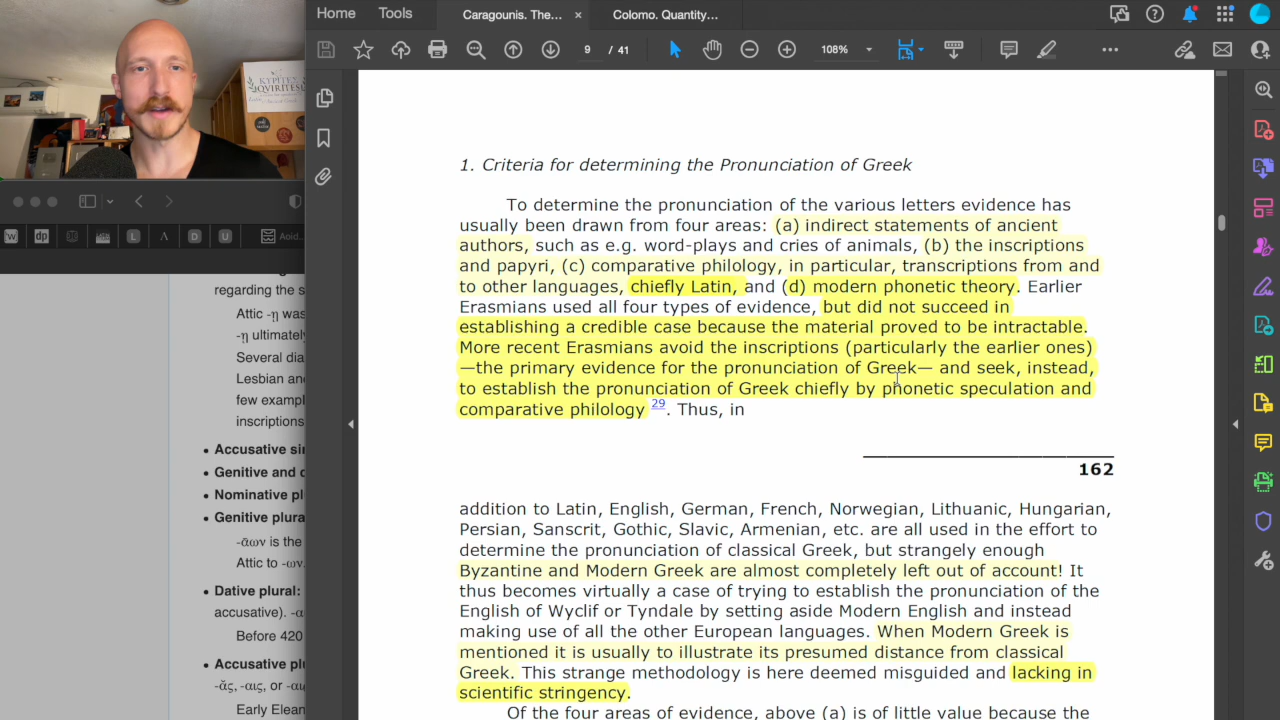 Home
Tools
Caragounis. The...
Colomo. Quantity...
9 / 41
108%
ΚΥΡΙΤΕΣ
QVIRITES
w
dp
L
Λ
D
U
Aoid...
regarding the s
Attic -η was
-η ultimately
Several dia
Lesbian and
few examp
inscriptions
• Accusative sin
• Genitive and d
• Nominative pl
• Genitive plura
-ᾱων is the
Attic to -ων.
• Dative plural:
accusative). -α
Before 420
• Accusative plu
-ᾰς, -αις, or -αι
Early Elean
1. Criteria for determining the Pronunciation of Greek
To determine the pronunciation of the various letters evidence has
usually been drawn from four areas: (a) indirect statements of ancient
authors, such as e.g. word-plays and cries of animals, (b) the inscriptions
and papyri, (c) comparative philology, in particular, transcriptions from and
to other languages, chiefly Latin, and (d) modern phonetic theory. Earlier
Erasmians used all four types of evidence, but did not succeed in
establishing a credible case because the material proved to be intractable.
More recent Erasmians avoid the inscriptions (particularly the earlier ones)
—the primary evidence for the pronunciation of Greek— and seek, instead,
to establish the pronunciation of Greek chiefly by phonetic speculation and
comparative philology 29. Thus, in
162
addition to Latin, English, German, French, Norwegian, Lithuanic, Hungarian,
Persian, Sanscrit, Gothic, Slavic, Armenian, etc. are all used in the effort to
determine the pronunciation of classical Greek, but strangely enough
Byzantine and Modern Greek are almost completely left out of account! It
thus becomes virtually a case of trying to establish the pronunciation of the
English of Wyclif or Tyndale by setting aside Modern English and instead
making use of all the other European languages. When Modern Greek is
mentioned it is usually to illustrate its presumed distance from classical
Greek. This strange methodology is here deemed misguided and lacking in
scientific stringency.
Of the four areas of evidence, above (a) is of little value because the